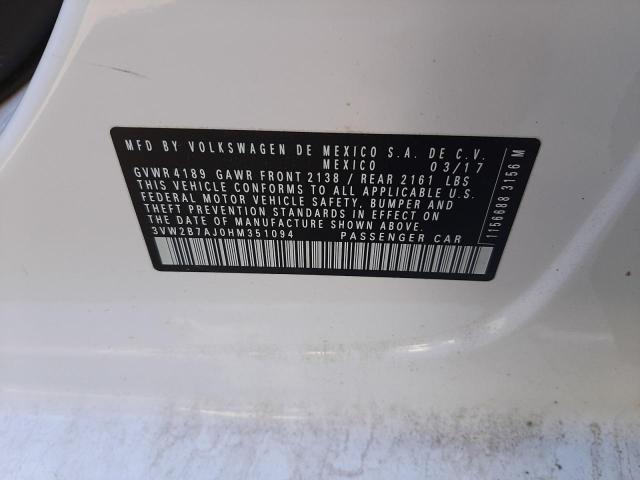 MFD BY VOLKSWAGEN DE MEXICO S.A. DE C.V.
MEXICO 03/17
GVWR 4189 GAWR FRONT 2138 / REAR 2161 LBS
THIS VEHICLE CONFORMS TO ALL APPLICABLE U.S.
FEDERAL MOTOR VEHICLE SAFETY, BUMPER AND
THEFT PREVENTION STANDARDS IN EFFECT ON
THE DATE OF MANUFACTURE SHOWN ABOVE.
3VW2B7AJ0HM351094 PASSENGER CAR
1156688 3156 M